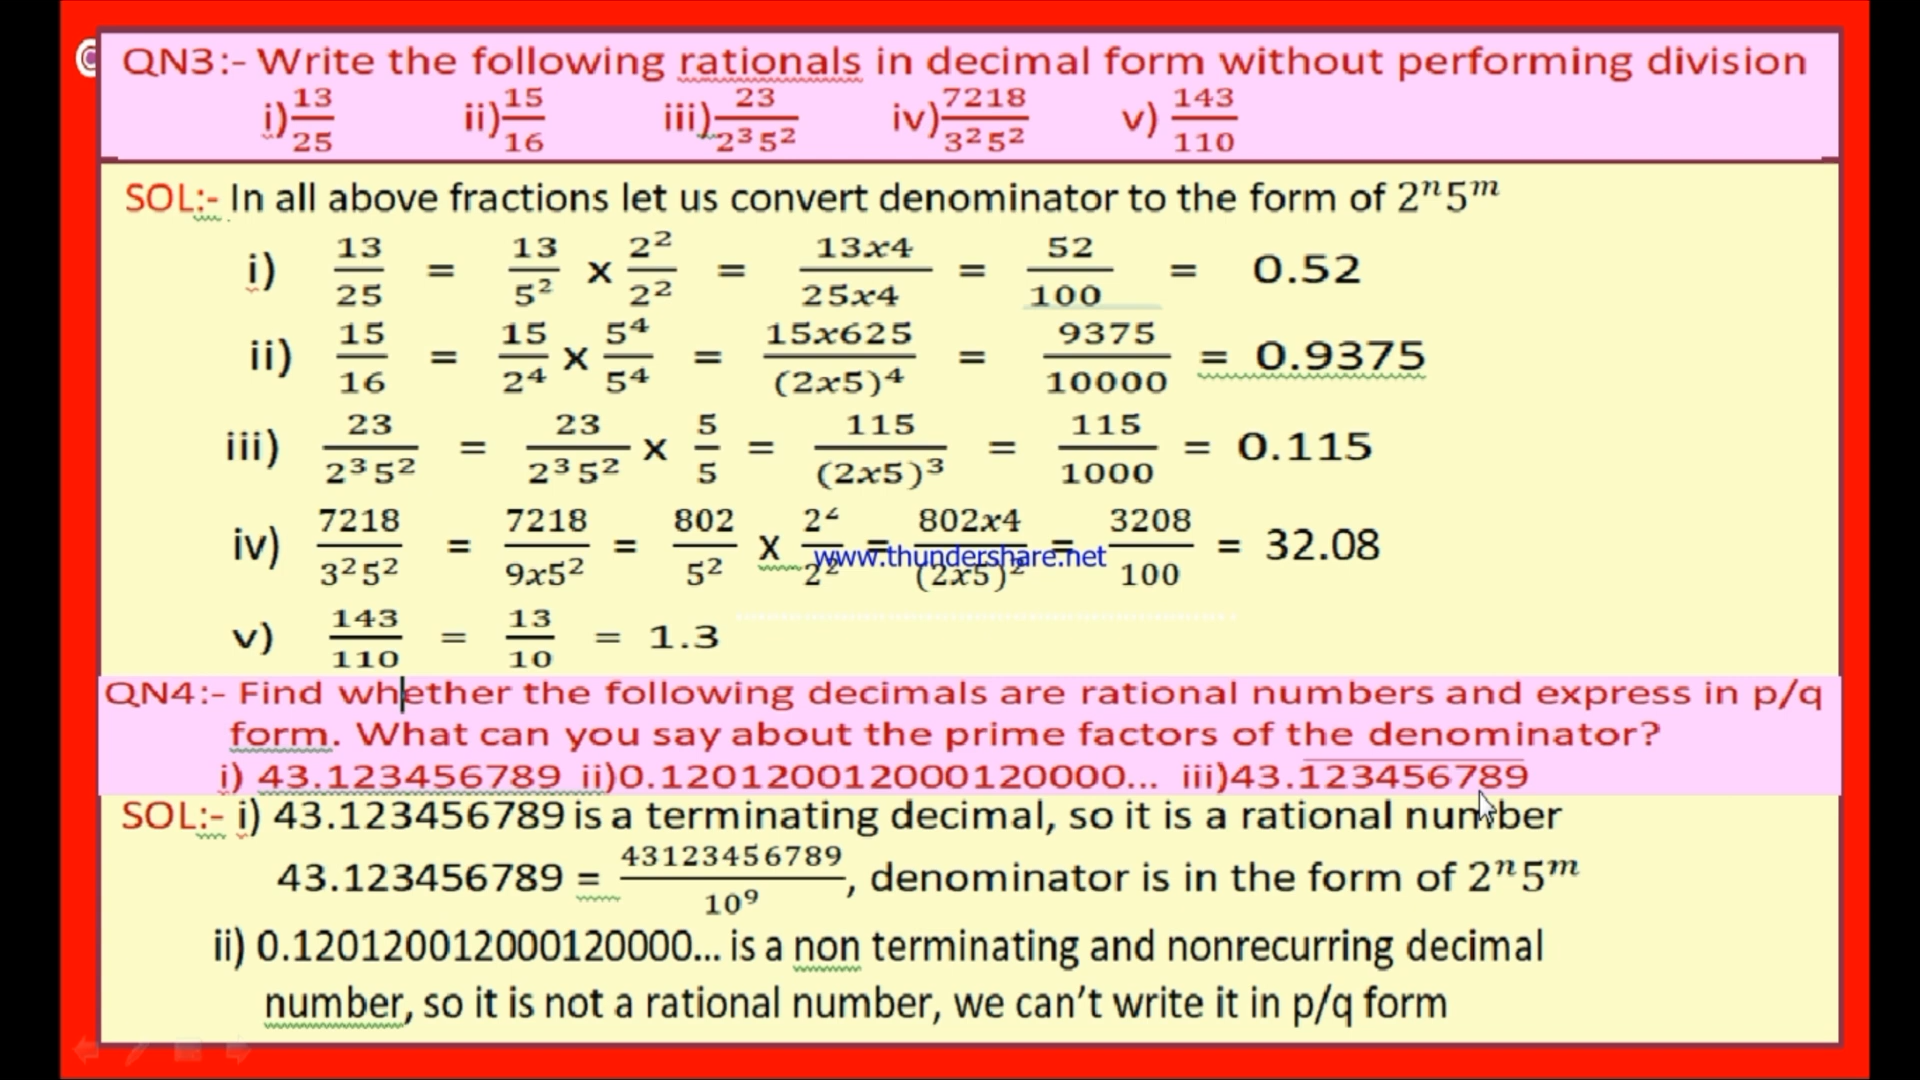 ©
QN3:- Write the following rationals in decimal form without performing division
i) 13/25 ii) 15/16 iii) 23/2³5² iv) 7218/3²5² v) 143/110
SOL:- In all above fractions let us convert denominator to the form of 2ⁿ5ᵐ
i) 13/25 = 13/5² x 2²/2² = 13x4/25x4 = 52/100 = 0.52
ii) 15/16 = 15/2⁴ x 5⁴/5⁴ = 15x625/(2x5)⁴ = 9375/10000 = 0.9375
iii) 23/2³5² = 23/2³5² x 5/5 = 115/(2x5)³ = 115/1000 = 0.115
iv) 7218/3²5² = 7218/9x5² = 802/5² x 2²/2² = 802x4/(2x5)² = 3208/100 = 32.08
www.thundershare.net
v) 143/110 = 13/10 = 1.3
QN4:- Find whether the following decimals are rational numbers and express in p/q
form. What can you say about the prime factors of the denominator?
i) 43.123456789 ii)0.120120012000120000... iii)43.1̅2̅3̅4̅5̅6̅7̅8̅9̅
SOL:- i) 43.123456789 is a terminating decimal, so it is a rational number
43.123456789 = 43123456789/10⁹, denominator is in the form of 2ⁿ5ᵐ
ii) 0.120120012000120000... is a non terminating and nonrecurring decimal
number, so it is not a rational number, we can't write it in p/q form